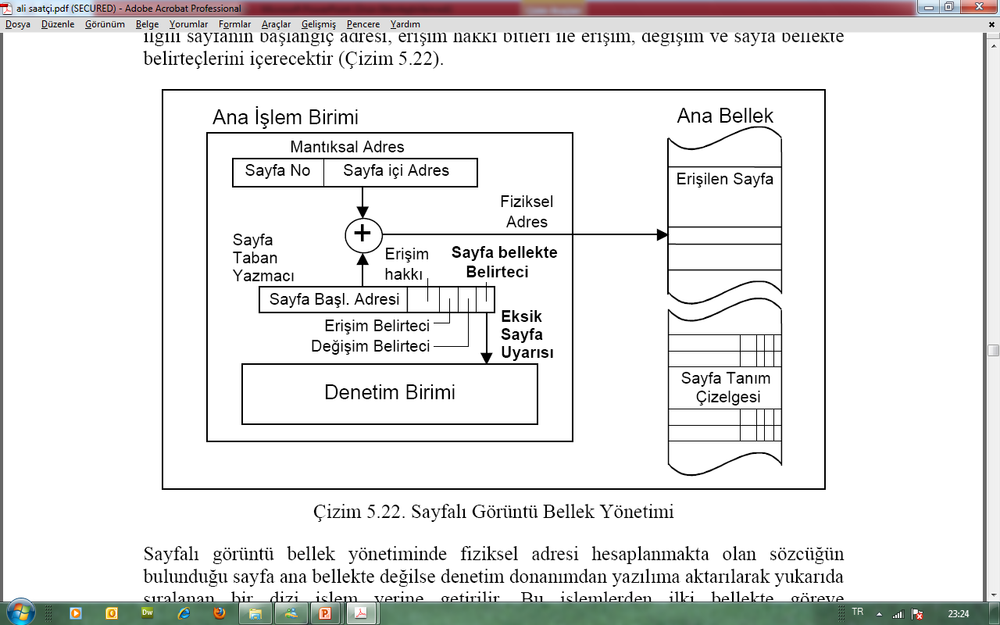 ali saatçi.pdf (SECURED) - Adobe Acrobat Professional
Dosya Düzenle Görünüm Belge Yorumlar Formlar Araçlar Gelişmiş Pencere Yardım
ilgili sayfanın başlangıç adresi, erişim hakkı bitleri ile erişim, değişim ve sayfa bellekte
belirteçlerini içerecektir (Çizim 5.22).
Ana İşlem Birimi
Ana Bellek
Mantıksal Adres
Sayfa No Sayfa içi Adres
Erişilen Sayfa
Fiziksel
Adres
+
Sayfa
Taban
Yazmacı
Erişim
hakkı
Sayfa bellekte
Belirteci
Sayfa Başl. Adresi
Erişim Belirteci
Değişim Belirteci
Eksik
Sayfa
Uyarısı
Denetim Birimi
Sayfa Tanım
Çizelgesi
Çizim 5.22. Sayfalı Görüntü Bellek Yönetimi
Sayfalı görüntü bellek yönetiminde fiziksel adresi hesaplanmakta olan sözcüğün
bulunduğu sayfa ana bellekte değilse denetim donanımdan yazılıma aktarılarak yukarıda
sıralanan bir dizi işlem yerine getirilir. Bu işlemlerden ilki bellekte göreve
Dw
TR
23:24